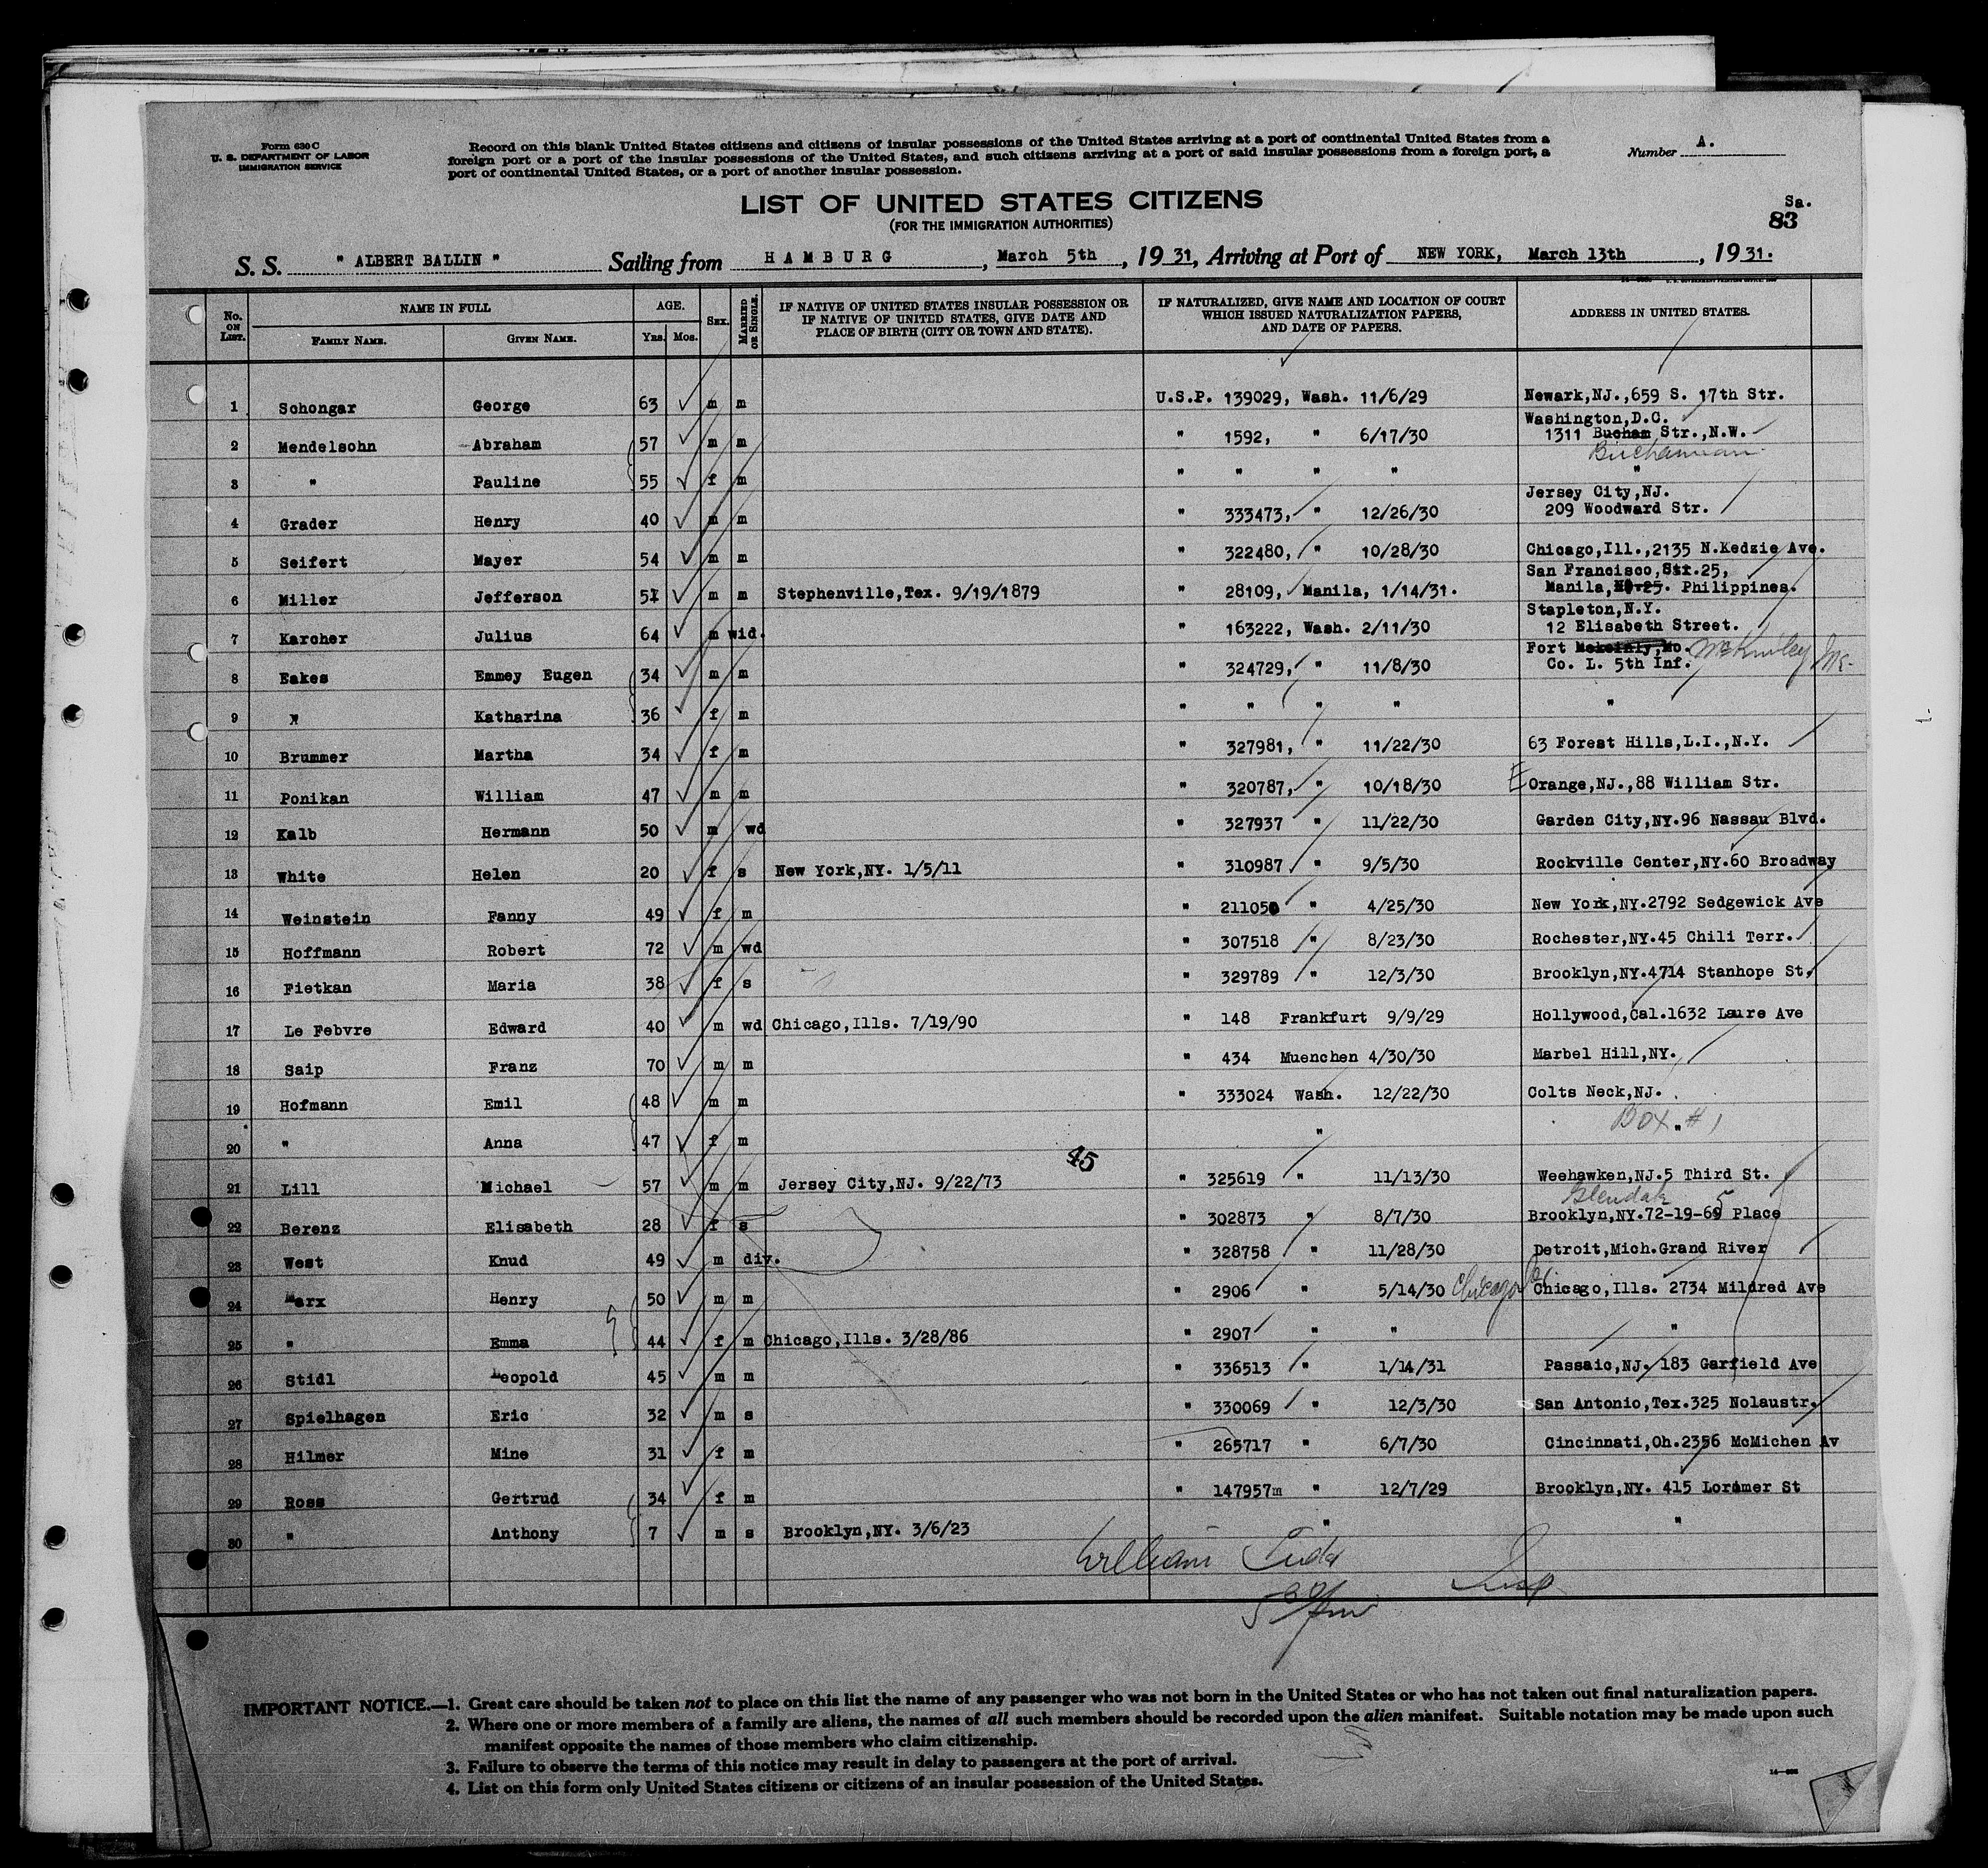 Form 630 C
U. S. DEPARTMENT OF LABOR
IMMIGRATION SERVICE
Record on this blank United States citizens and citizens of insular possessions of the United States arriving at a port of continental United States from a
foreign port or a port of the insular possessions of the United States, and such citizens arriving at a port of said insular possessions from a foreign port, a
port of continental United States, or a port of another insular possession.
Number A.
LIST OF UNITED STATES CITIZENS
(FOR THE IMMIGRATION AUTHORITIES)
Sa.
83
S. S. " ALBERT BALLIN " Sailing from HAMBURG, March 5th, 1931, Arriving at Port of NEW YORK, March 13th, 1931.
No. ON LIST. NAME IN FULL AGE. SEX. MARRIED OR SINGLE. IF NATIVE OF UNITED STATES INSULAR POSSESSION OR IF NATIVE OF UNITED STATES, GIVE DATE AND PLACE OF BIRTH (CITY OR TOWN AND STATE). IF NATURALIZED, GIVE NAME AND LOCATION OF COURT WHICH ISSUED NATURALIZATION PAPERS, AND DATE OF PAPERS. ADDRESS IN UNITED STATES.
FAMILY NAME. GIVEN NAME. YRS. MOS.
1 Schongar George 63 m m U.S.P. 139029, Wash. 11/6/29 Newark,NJ.,659 S. 17th Str.
2 Mendelsohn Abraham 57 m m " 1592, " 6/17/30 Washington,D.C. 1311 Bucham Str.,N.W.
Buchannan
3 " Pauline 55 f m " " " " "
4 Grader Henry 40 m m " 333473, " 12/26/30 Jersey City,NJ. 209 Woodward Str.
5 Seifert Mayer 54 m m " 322480, " 10/28/30 Chicago,Ill.,2135 N.Kedzie Ave.
6 Miller Jefferson 51 m m Stephenville,Tex. 9/19/1879 " 28109, Manila, 1/14/31. San Francisco,Str.25, Manila, Philippines.
7 Karcher Julius 64 m wid. " 163222, Wash. 2/11/30 Stapleton,N.Y. 12 Elisabeth Street.
8 Eakes Emmey Eugen 34 m m " 324729, " 11/8/30 Fort Mckeinly,Mo. McKinley Me. Co. L. 5th Inf.
9 " Katharina 36 f m " " " " "
10 Brummer Martha 34 f m " 327981, " 11/22/30 63 Forest Hills,L.I.,N.Y.
11 Ponikan William 47 m m " 320787, " 10/18/30 E Orange,NJ.,88 William Str.
12 Kalb Hermann 50 m wd " 327937 " 11/22/30 Garden City,NY.96 Nassau Blvd.
13 White Helen 20 f s New York,NY. 1/5/11 " 310987 " 9/5/30 Rockville Center,NY.60 Broadway
14 Weinstein Fanny 49 f m " 211050 " 4/25/30 New York,NY.2792 Sedgewick Ave
15 Hoffmann Robert 72 m wd " 307518 " 8/23/30 Rochester,NY.45 Chili Terr.
16 Fietkan Maria 38 f s " 329789 " 12/3/30 Brooklyn,NY.4714 Stanhope St.
17 Le Febvre Edward 40 m wd Chicago,Ills. 7/19/90 " 148 Frankfurt 9/9/29 Hollywood,Cal.1632 Laure Ave
18 Saip Franz 70 m m " 434 Muenchen 4/30/30 Marbel Hill,NY.
19 Hofmann Emil 48 m m " 333024 Wash. 12/22/30 Colts Neck,NJ.
Box #1
20 " Anna 47 f m " "
45
21 Lill Michael 57 m m Jersey City,NJ. 9/22/73 " 325619 " 11/13/30 Weehawken,NJ.5 Third St.
Glendale
22 Berenz Elisabeth 28 f s " 302873 " 8/7/30 Brooklyn,NY.72-19-69 Place
23 West Knud 49 m div. " 328758 " 11/28/30 Detroit,Mich.Grand River
24 Marx Henry 50 m m " 2906 " 5/14/30 Chicago Chicago,Ills. 2734 Mildred Ave
25 " Emma 44 f m Chicago,Ills. 3/28/86 " 2907 " " "
26 Stidl Leopold 45 m m " 336513 " 1/14/31 Passaic,NJ. 183 Garfield Ave
27 Spielhagen Eric 32 m s " 330069 " 12/3/30 San Antonio,Tex.325 Nolaustr.
28 Hilmer Mine 31 f m " 265717 " 6/7/30 Cincinnati,Oh.2356 McMichen Av
29 Ross Gertrud 34 f m " 147957m " 12/7/29 Brooklyn,NY. 415 Lorimer St
30 " Anthony 7 m s Brooklyn,NY. 3/6/23 " "
William Insp
IMPORTANT NOTICE.—1. Great care should be taken not to place on this list the name of any passenger who was not born in the United States or who has not taken out final naturalization papers.
2. Where one or more members of a family are aliens, the names of all such members should be recorded upon the alien manifest. Suitable notation may be made upon such
manifest opposite the names of those members who claim citizenship.
3. Failure to observe the terms of this notice may result in delay to passengers at the port of arrival.
4. List on this form only United States citizens or citizens of an insular possession of the United States.